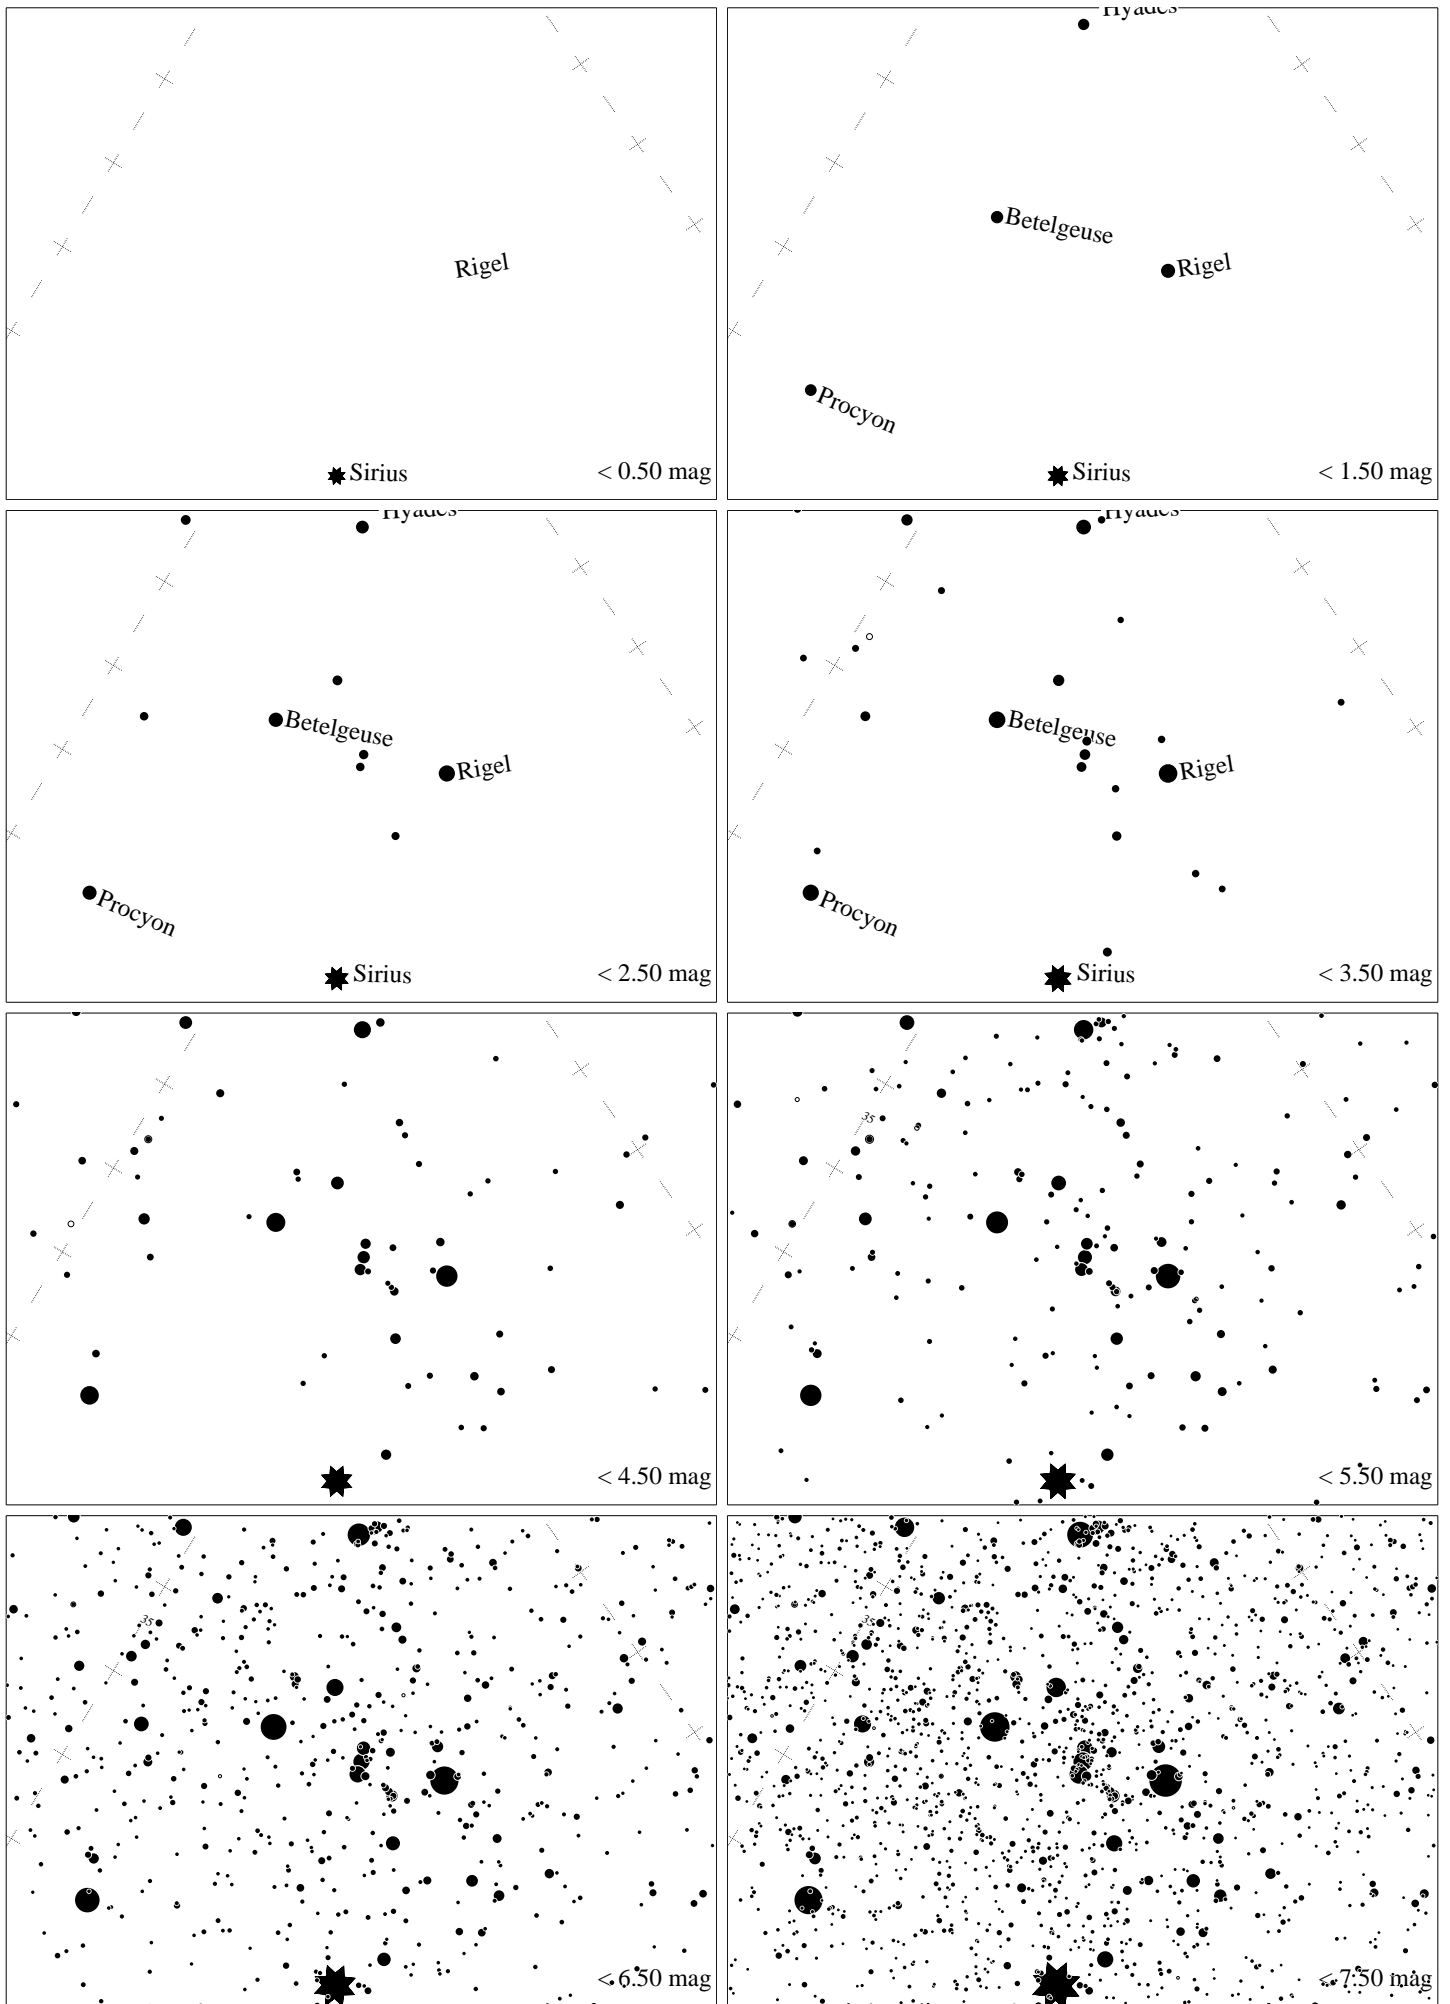 Rigel
Sirius
< 0.50 mag
Hyades
Betelgeuse
Rigel
Procyon
Sirius
< 1.50 mag
Hyades
Betelgeuse
Rigel
Procyon
Sirius
< 2.50 mag
Hyades
Betelgeuse
Rigel
Procyon
Sirius
< 3.50 mag
< 4.50 mag
35
< 5.50 mag
35
< 6.50 mag
35
< 7.50 mag